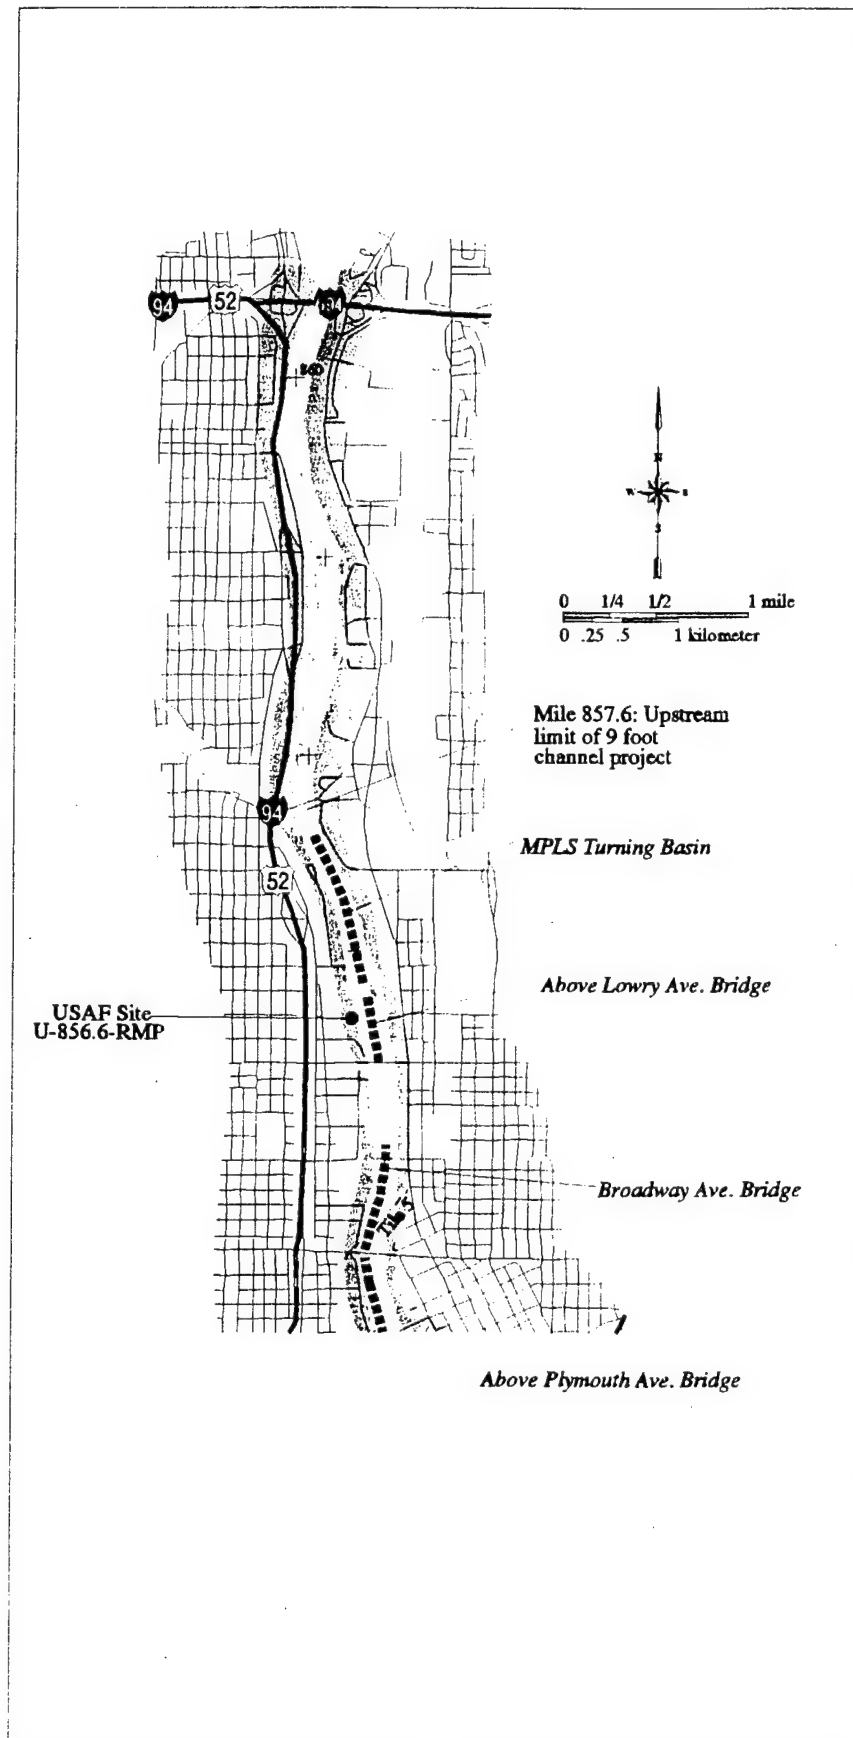 94
52
94
860
N
W
E
S
0 1/4 1/2 1 mile
0 .25 .5 1 kilometer
Mile 857.6: Upstream
limit of 9 foot
channel project
94
MPLS Turning Basin
52
Above Lowry Ave. Bridge
USAF Site
U-856.6-RMP
Broadway Ave. Bridge
Above Plymouth Ave. Bridge